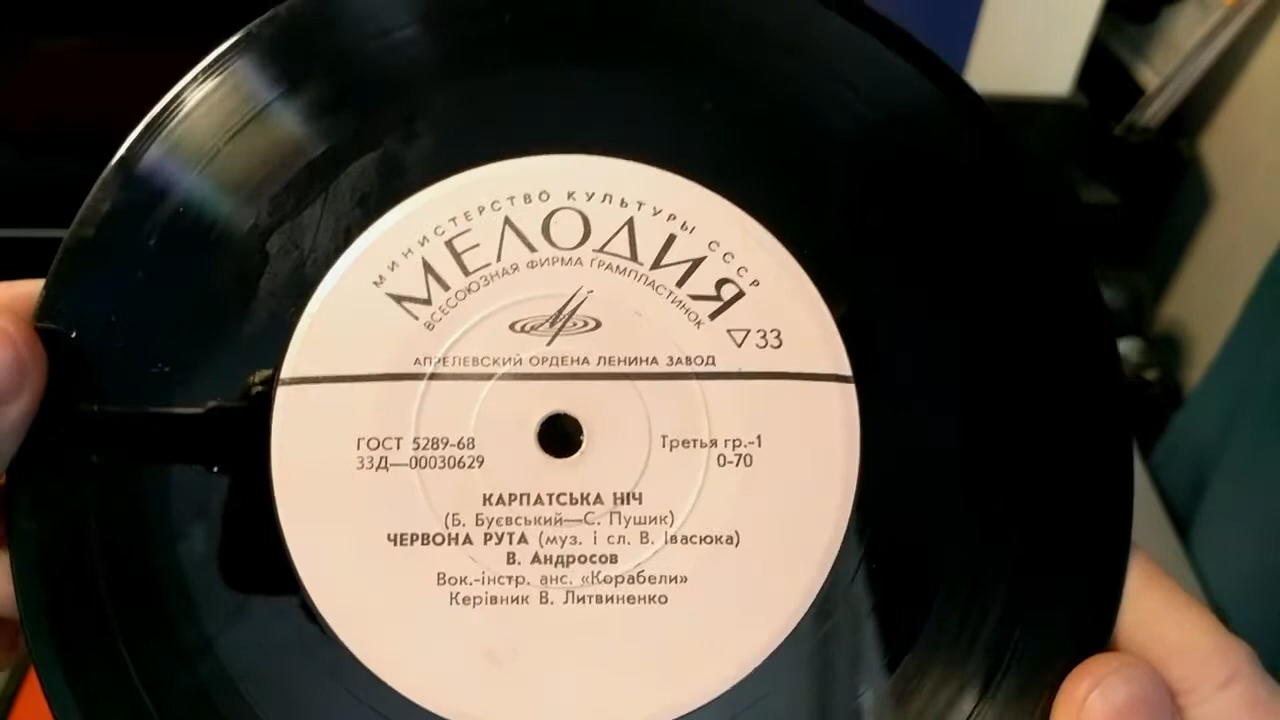 МИНИСТЕРСТВО КУЛЬТУРЫ СССР
МЕЛОДИЯ
ВСЕСОЮЗНАЯ ФИРМА ГРАМПЛАСТИНОК
▽33
АПРЕЛЕВСКИЙ ОРДЕНА ЛЕНИНА ЗАВОД
ГОСТ 5289-68
Третья гр.-1
33Д—00030629
0-70
КАРПАТСЬКА НІЧ
(Б. Буєвський—С. Пушик)
ЧЕРВОНА РУТА (муз. і сл. В. Івасюка)
В. Андросов
Вок.-інстр. анс. «Корабели»
Керівник В. Литвиненко